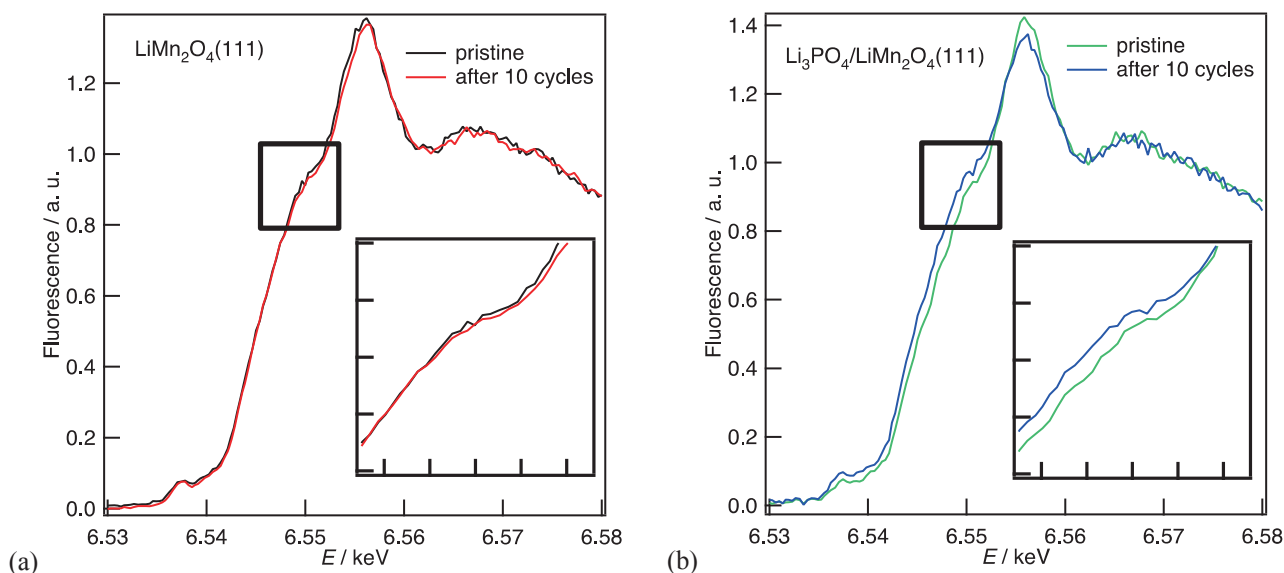 LiMn₂O₄(111)
pristine
after 10 cycles
Fluorescence / a. u.
1.2
1.0
0.8
0.6
0.4
0.2
0.0
6.53
6.54
6.55
6.56
6.57
6.58
E / keV
(a)
Li₃PO₄/LiMn₂O₄(111)
pristine
after 10 cycles
Fluorescence / a. u.
1.4
1.2
1.0
0.8
0.6
0.4
0.2
0.0
6.53
6.54
6.55
6.56
6.57
6.58
E / keV
(b)